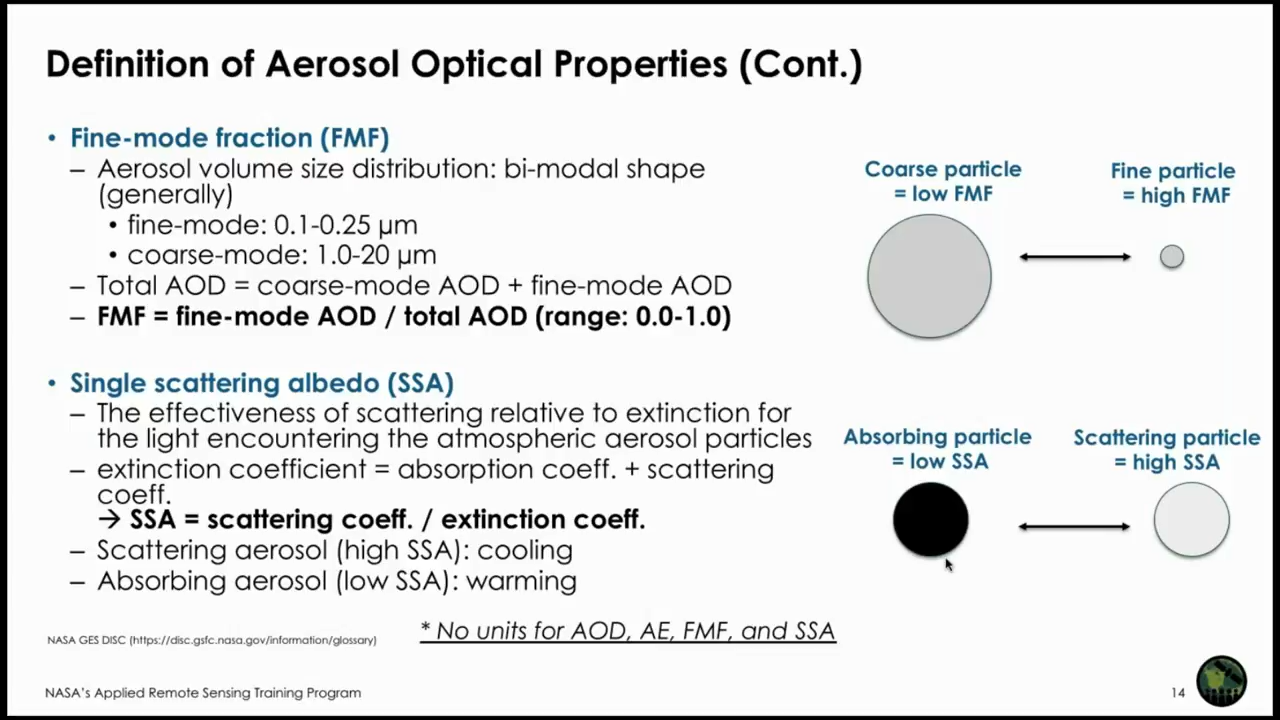 Definition of Aerosol Optical Properties (Cont.)
• Fine-mode fraction (FMF)
– Aerosol volume size distribution: bi-modal shape
(generally)
• fine-mode: 0.1-0.25 µm
• coarse-mode: 1.0-20 µm
– Total AOD = coarse-mode AOD + fine-mode AOD
– FMF = fine-mode AOD / total AOD (range: 0.0-1.0)
Coarse particle
= low FMF
Fine particle
= high FMF
• Single scattering albedo (SSA)
– The effectiveness of scattering relative to extinction for
the light encountering the atmospheric aerosol particles
– extinction coefficient = absorption coeff. + scattering
coeff.
→ SSA = scattering coeff. / extinction coeff.
– Scattering aerosol (high SSA): cooling
– Absorbing aerosol (low SSA): warming
Absorbing particle
= low SSA
Scattering particle
= high SSA
NASA GES DISC (https://disc.gsfc.nasa.gov/information/glossary)
* No units for AOD, AE, FMF, and SSA
NASA's Applied Remote Sensing Training Program
14